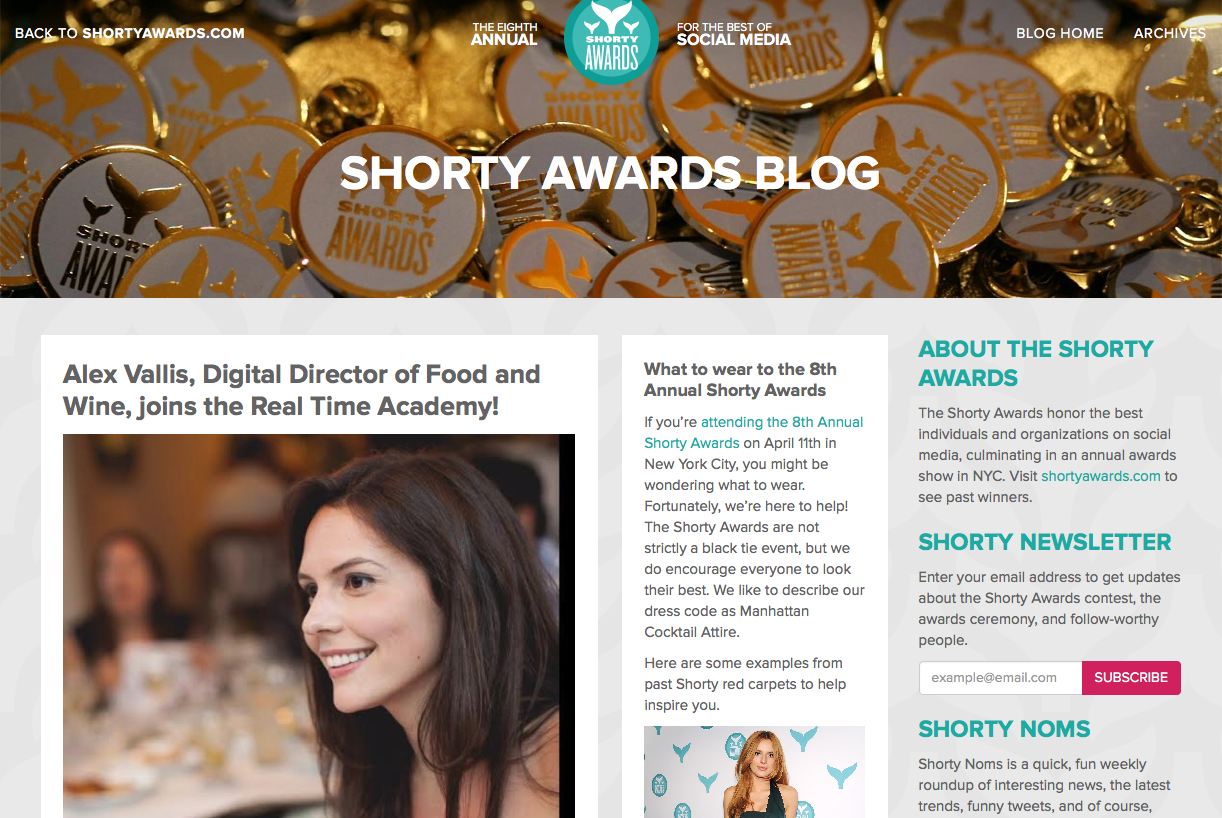 BACK TO SHORTYAWARDS.COM
THE EIGHTH
ANNUAL
SHORTY
AWARDS
FOR THE BEST OF
SOCIAL MEDIA
BLOG HOME
ARCHIVES
SHORTY AWARDS BLOG
SHORTY
AWARDS
Alex Vallis, Digital Director of Food and
Wine, joins the Real Time Academy!
What to wear to the 8th
Annual Shorty Awards
If you're attending the 8th Annual
Shorty Awards on April 11th in
New York City, you might be
wondering what to wear.
Fortunately, we're here to help!
The Shorty Awards are not
strictly a black tie event, but we
do encourage everyone to look
their best. We like to describe our
dress code as Manhattan
Cocktail Attire.
Here are some examples from
past Shorty red carpets to help
inspire you.
ABOUT THE SHORTY
AWARDS
The Shorty Awards honor the best
individuals and organizations on social
media, culminating in an annual awards
show in NYC. Visit shortyawards.com to
see past winners.
SHORTY NEWSLETTER
Enter your email address to get updates
about the Shorty Awards contest, the
awards ceremony, and follow-worthy
people.
example@email.com
SUBSCRIBE
SHORTY NOMS
Shorty Noms is a quick, fun weekly
roundup of interesting news, the latest
trends, funny tweets, and of course,